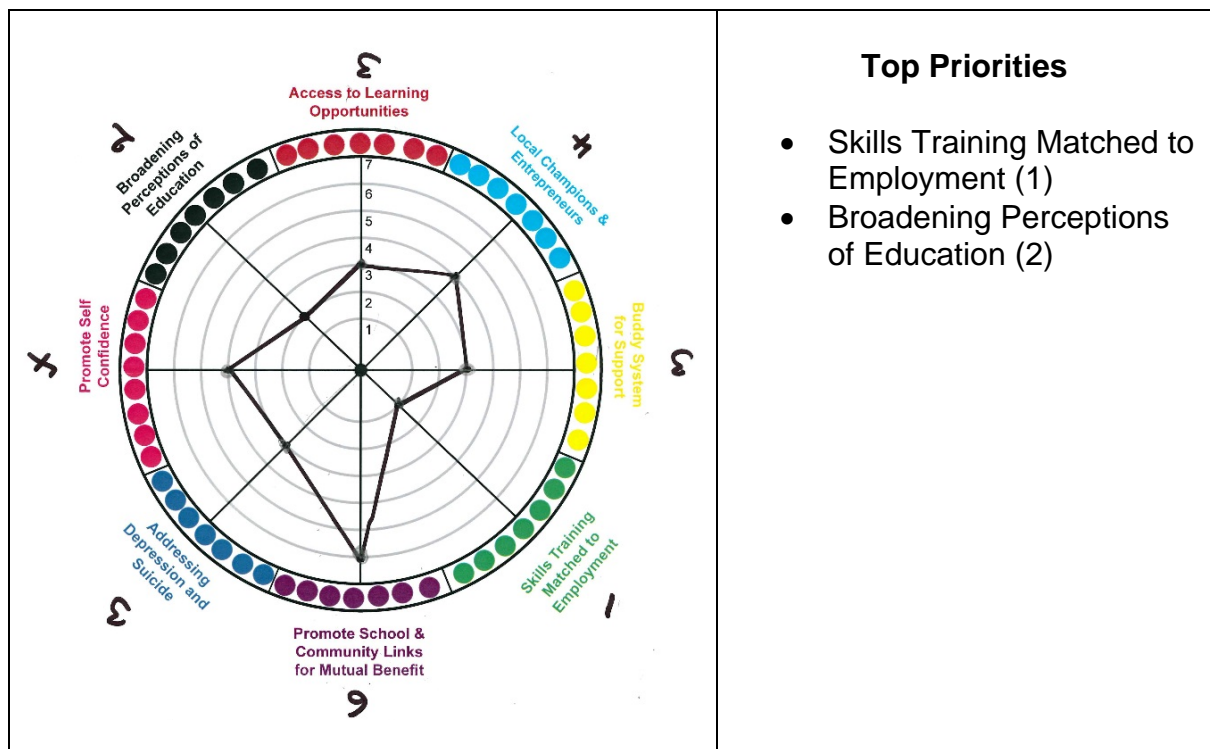 3
Access to Learning
Opportunities
4
Local Champions &
Entrepreneurs
3
Buddy System
for Support
1
Skills Training
Matched to
Employment
6
Promote School &
Community Links
for Mutual Benefit
3
Addressing
Depression and
Suicide
4
Promote Self
Confidence
2
Broadening
Perceptions of
Education
7
6
5
4
3
2
1
Top Priorities
• Skills Training Matched to
Employment (1)
• Broadening Perceptions
of Education (2)